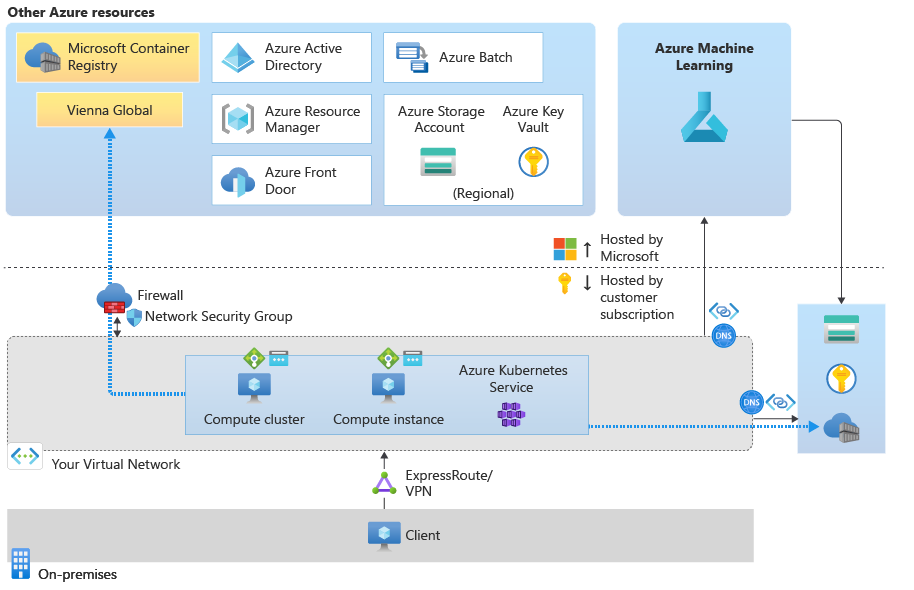 Other Azure resources
Microsoft Container
Registry
Vienna Global
Azure Active
Directory
Azure Resource
Manager
Azure Front
Door
Azure Batch
Azure Storage
Account
Azure Key
Vault
(Regional)
Azure Machine
Learning
Hosted by
Microsoft
Hosted by
customer
subscription
Firewall
Network Security Group
DNS
Compute cluster
Compute instance
Azure Kubernetes
Service
DNS
Your Virtual Network
ExpressRoute/
VPN
Client
On-premises